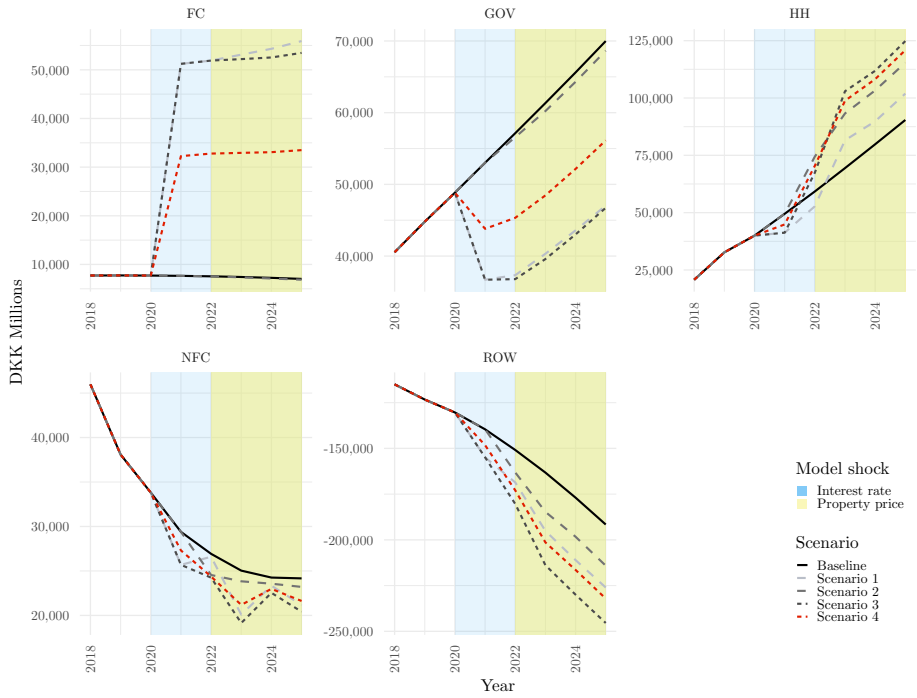 FC
GOV
HH
50,000
40,000
30,000
20,000
10,000
2018
2020
2022
2024
70,000
60,000
50,000
40,000
2018
2020
2022
2024
125,000
100,000
75,000
50,000
25,000
2018
2020
2022
2024
DKK Millions
NFC
ROW
40,000
30,000
20,000
2018
2020
2022
2024
-150,000
-200,000
-250,000
2018
2020
2022
2024
Year
Model shock
Interest rate
Property price
Scenario
Baseline
Scenario 1
Scenario 2
Scenario 3
Scenario 4